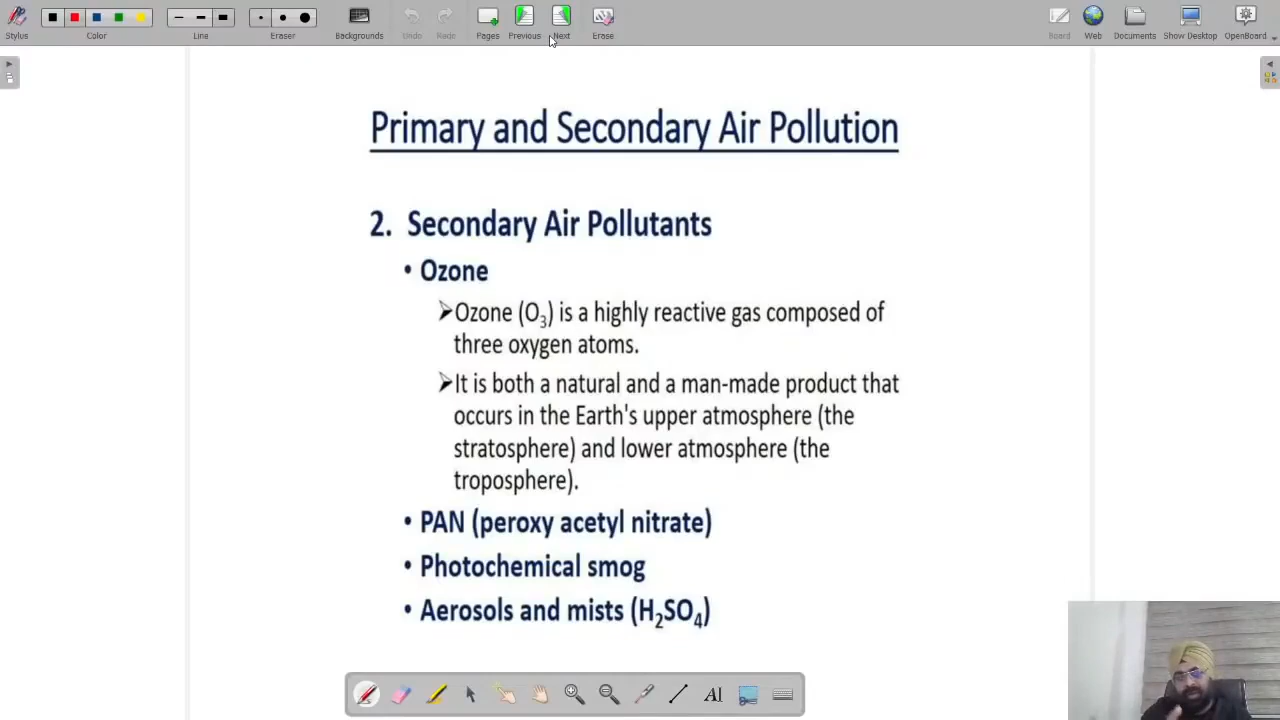 Stylus Color Line Eraser Backgrounds Undo Redo Pages Previous Next Erase Board Web Documents Show Desktop OpenBoard
Primary and Secondary Air Pollution
2. Secondary Air Pollutants
• Ozone
➢Ozone (O₃) is a highly reactive gas composed of
three oxygen atoms.
➢It is both a natural and a man-made product that
occurs in the Earth's upper atmosphere (the
stratosphere) and lower atmosphere (the
troposphere).
• PAN (peroxy acetyl nitrate)
• Photochemical smog
• Aerosols and mists (H₂SO₄)
AI